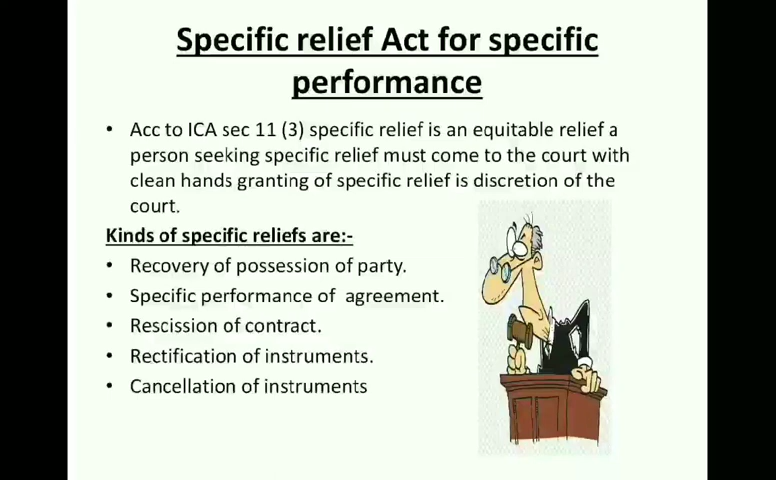 Specific relief Act for specific
performance
• Acc to ICA sec 11 (3) specific relief is an equitable relief a
person seeking specific relief must come to the court with
clean hands granting of specific relief is discretion of the
court.
Kinds of specific reliefs are:-
• Recovery of possession of party.
• Specific performance of agreement.
• Rescission of contract.
• Rectification of instruments.
• Cancellation of instruments